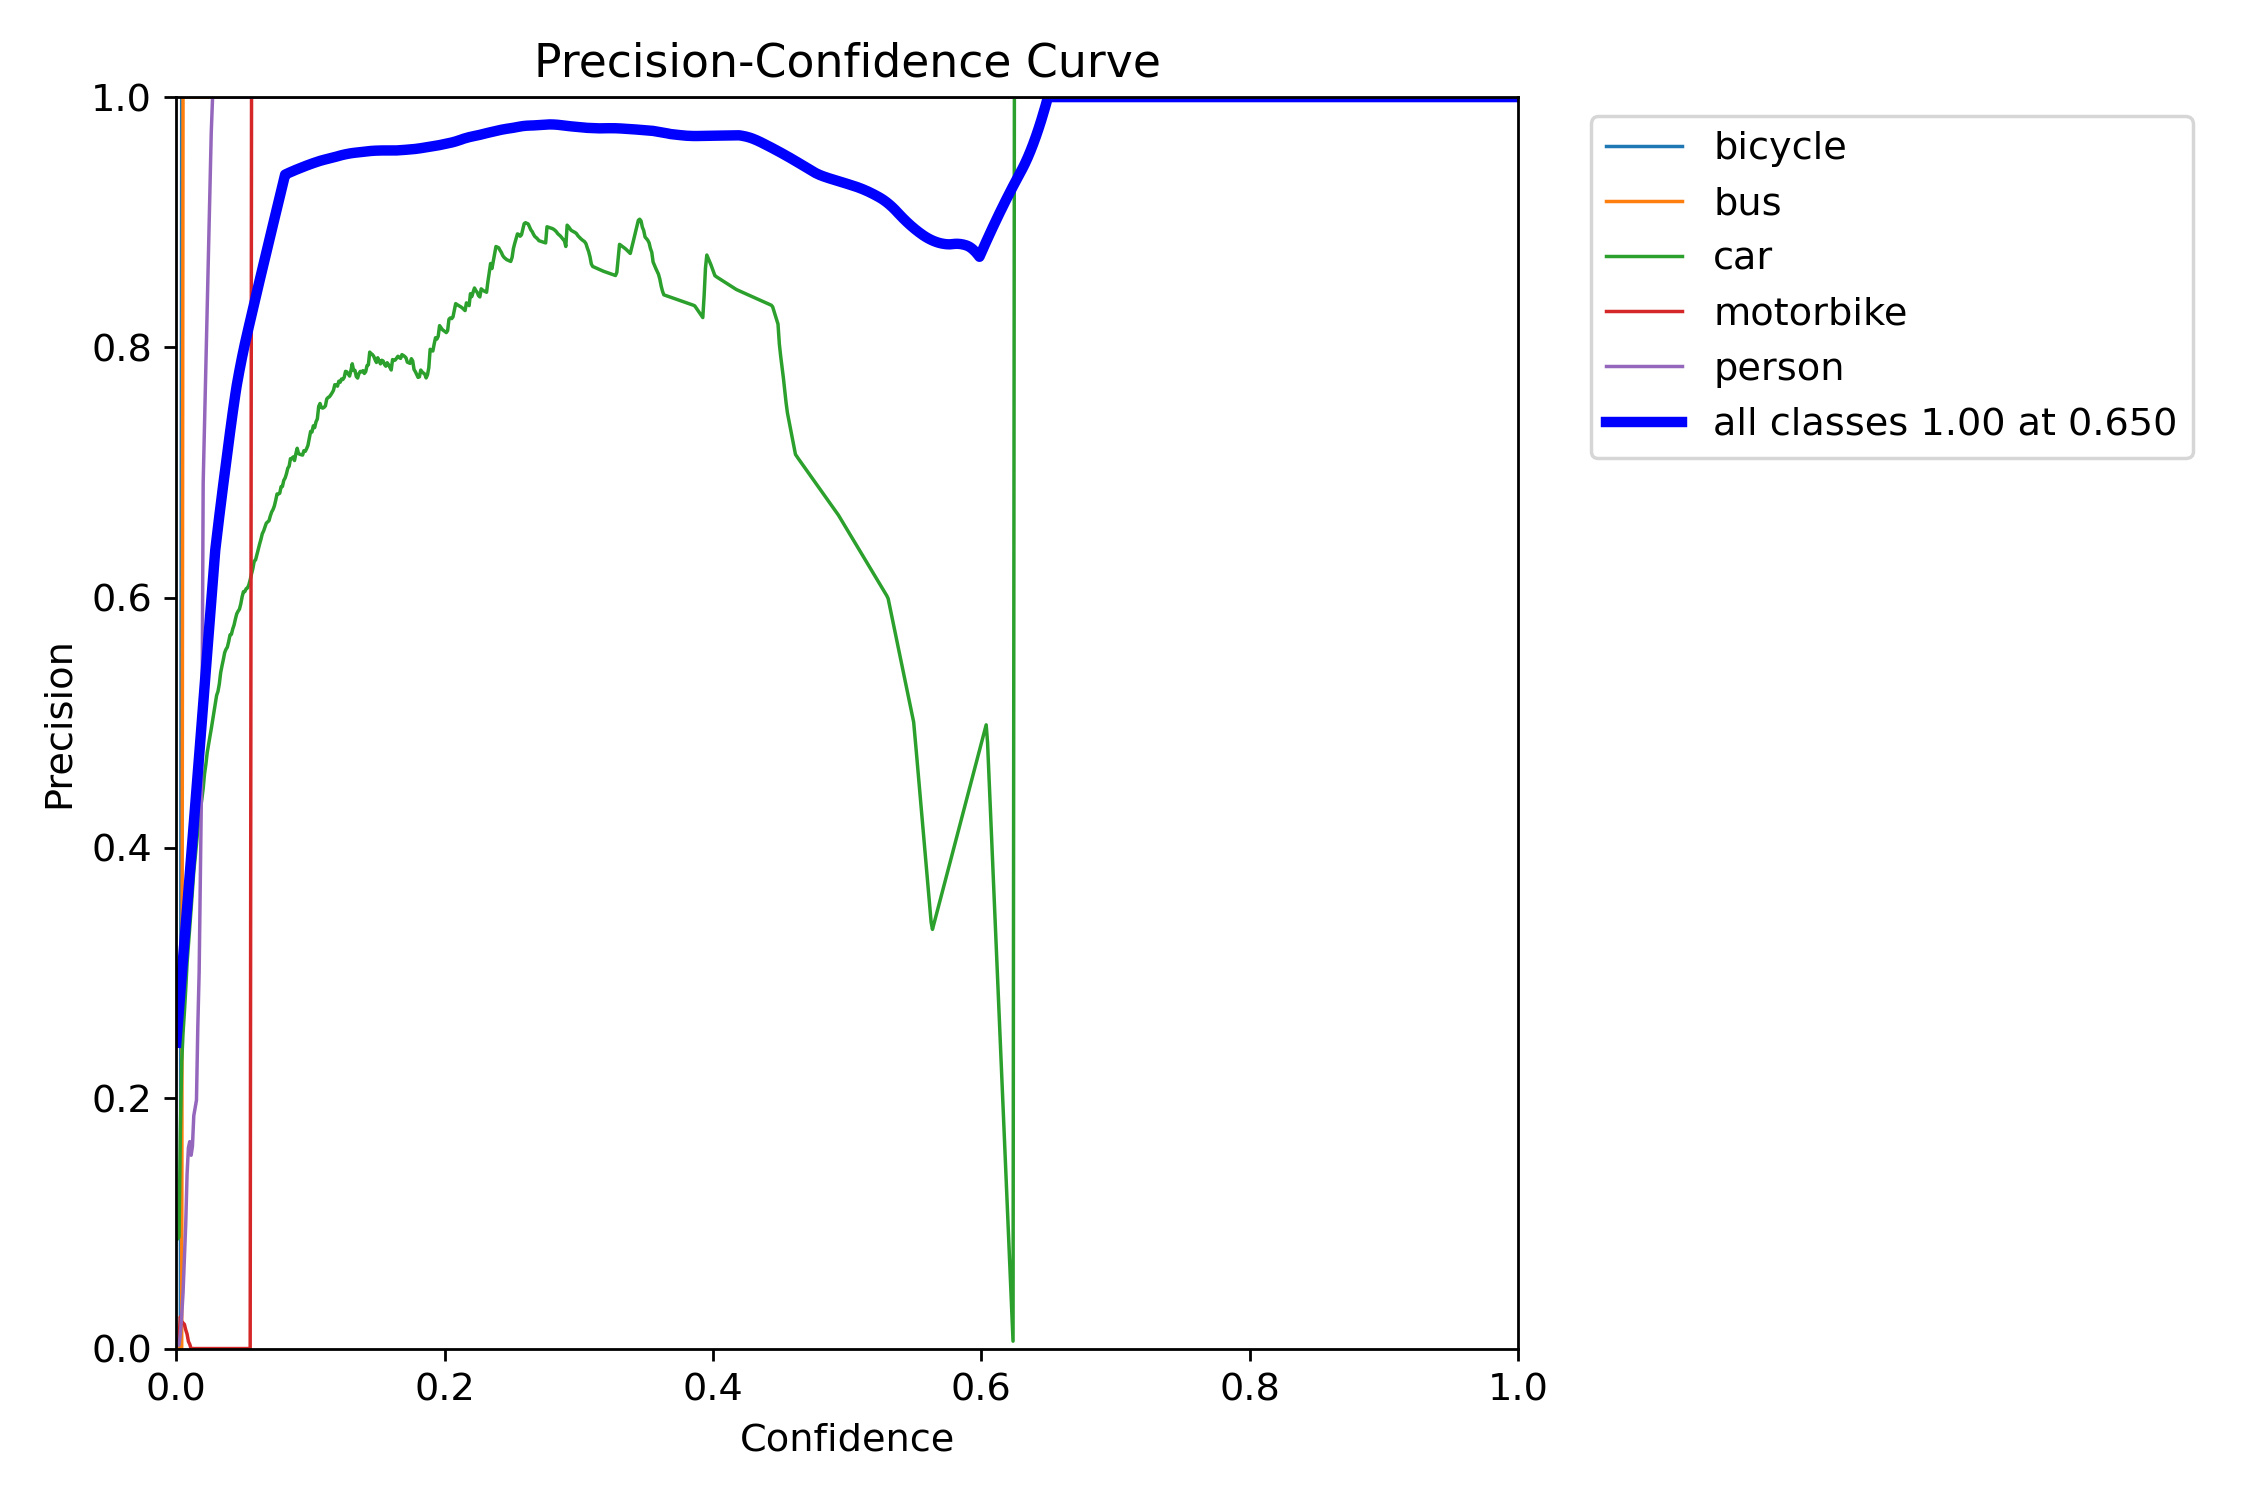 Precision-Confidence Curve
1.0
0.8
0.6
0.4
0.2
0.0
Precision
0.0 0.2 0.4 0.6 0.8 1.0
Confidence
bicycle
bus
car
motorbike
person
all classes 1.00 at 0.650